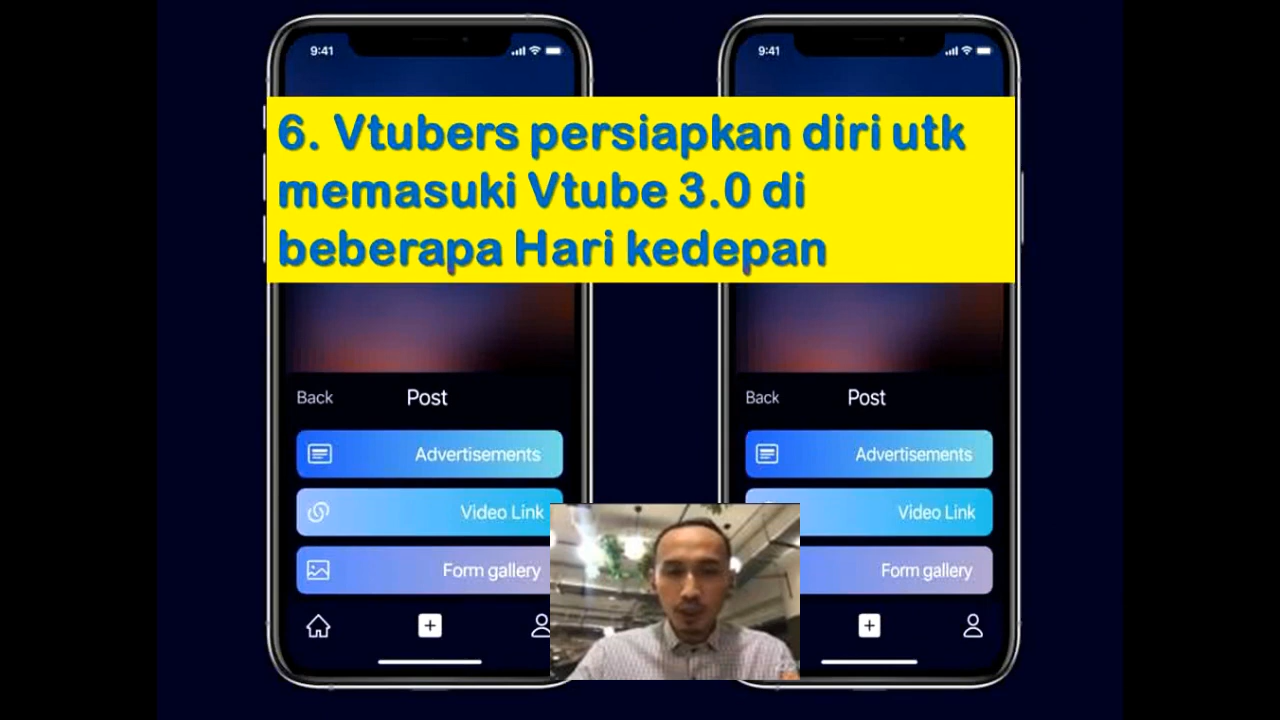 9:41
9:41
6. Vtubers persiapkan diri utk
memasuki Vtube 3.0 di
beberapa Hari kedepan
Back Post
Advertisements
Video Link
Form gallery
Back Post
Advertisements
Video Link
Form gallery